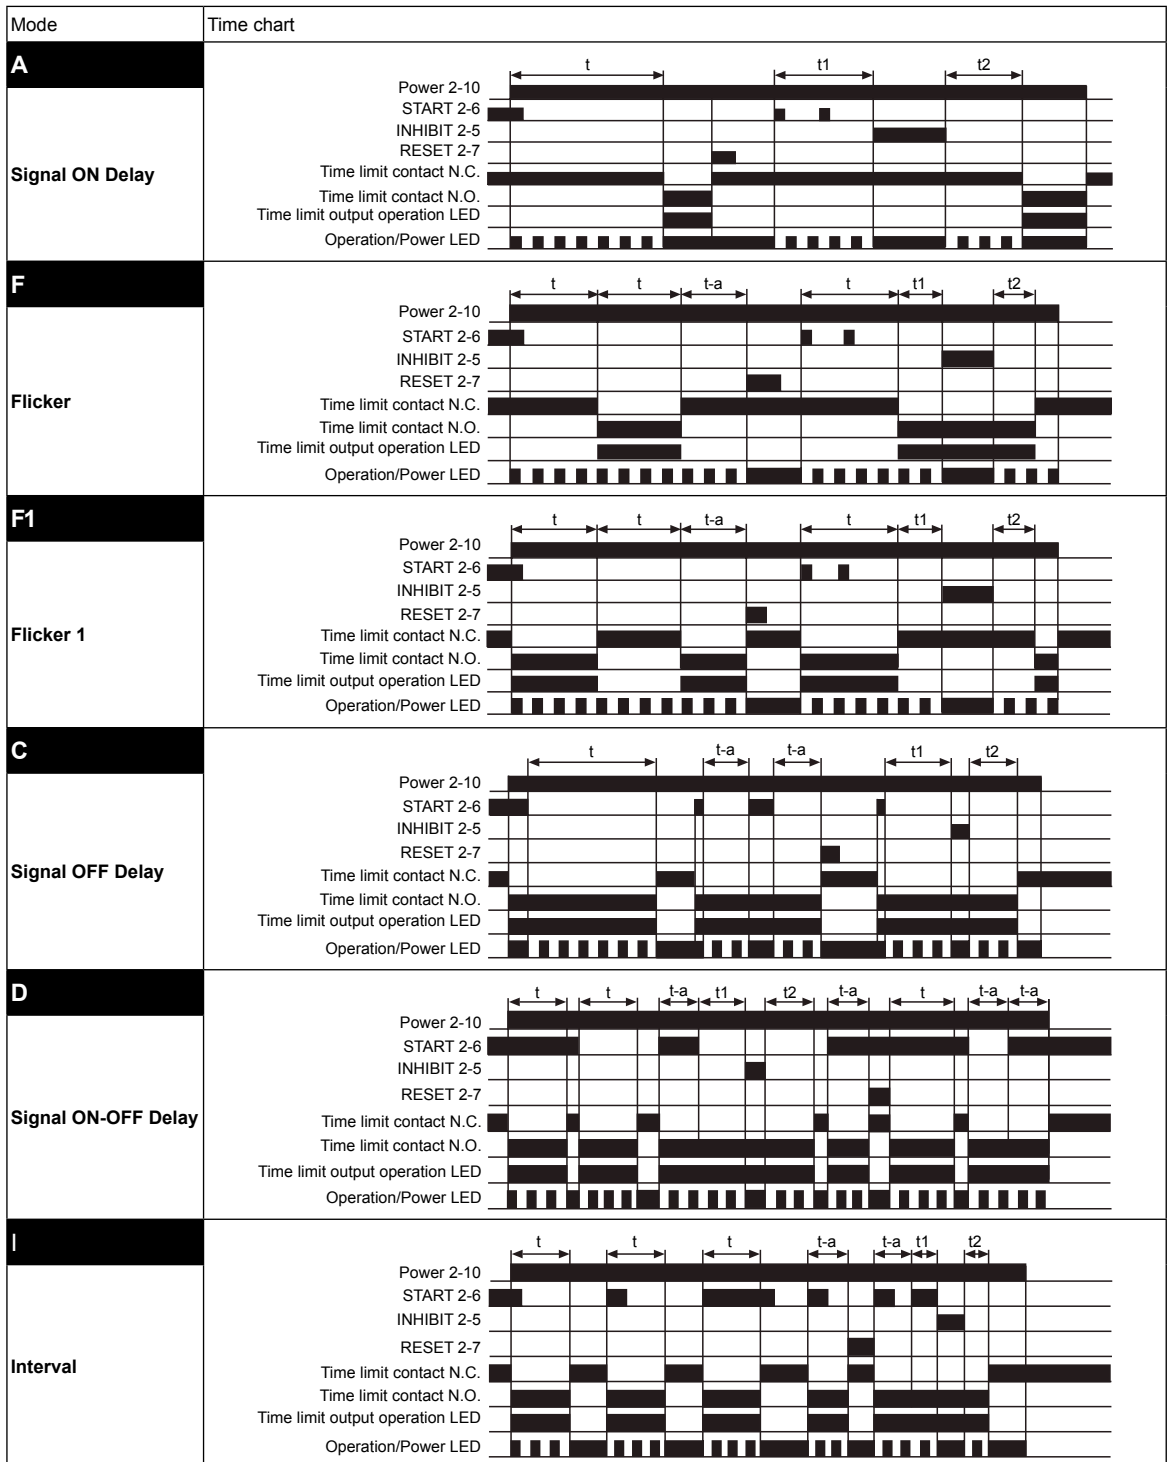 Mode Time chart
A
t t1 t2
Power 2-10
START 2-6
INHIBIT 2-5
RESET 2-7
Signal ON Delay
Time limit contact N.C.
Time limit contact N.O.
Time limit output operation LED
Operation/Power LED
F
t t t-a t t1 t2
Power 2-10
START 2-6
INHIBIT 2-5
RESET 2-7
Flicker
Time limit contact N.C.
Time limit contact N.O.
Time limit output operation LED
Operation/Power LED
F1
t t t-a t t1 t2
Power 2-10
START 2-6
INHIBIT 2-5
RESET 2-7
Flicker 1
Time limit contact N.C.
Time limit contact N.O.
Time limit output operation LED
Operation/Power LED
C
t t-a t-a t1 t2
Power 2-10
START 2-6
INHIBIT 2-5
RESET 2-7
Signal OFF Delay
Time limit contact N.C.
Time limit contact N.O.
Time limit output operation LED
Operation/Power LED
D
t t t-a t1 t2 t-a t t-a t-a
Power 2-10
START 2-6
INHIBIT 2-5
RESET 2-7
Signal ON-OFF Delay
Time limit contact N.C.
Time limit contact N.O.
Time limit output operation LED
Operation/Power LED
I
t t t t-a t-a t1 t2
Power 2-10
START 2-6
INHIBIT 2-5
RESET 2-7
Interval
Time limit contact N.C.
Time limit contact N.O.
Time limit output operation LED
Operation/Power LED